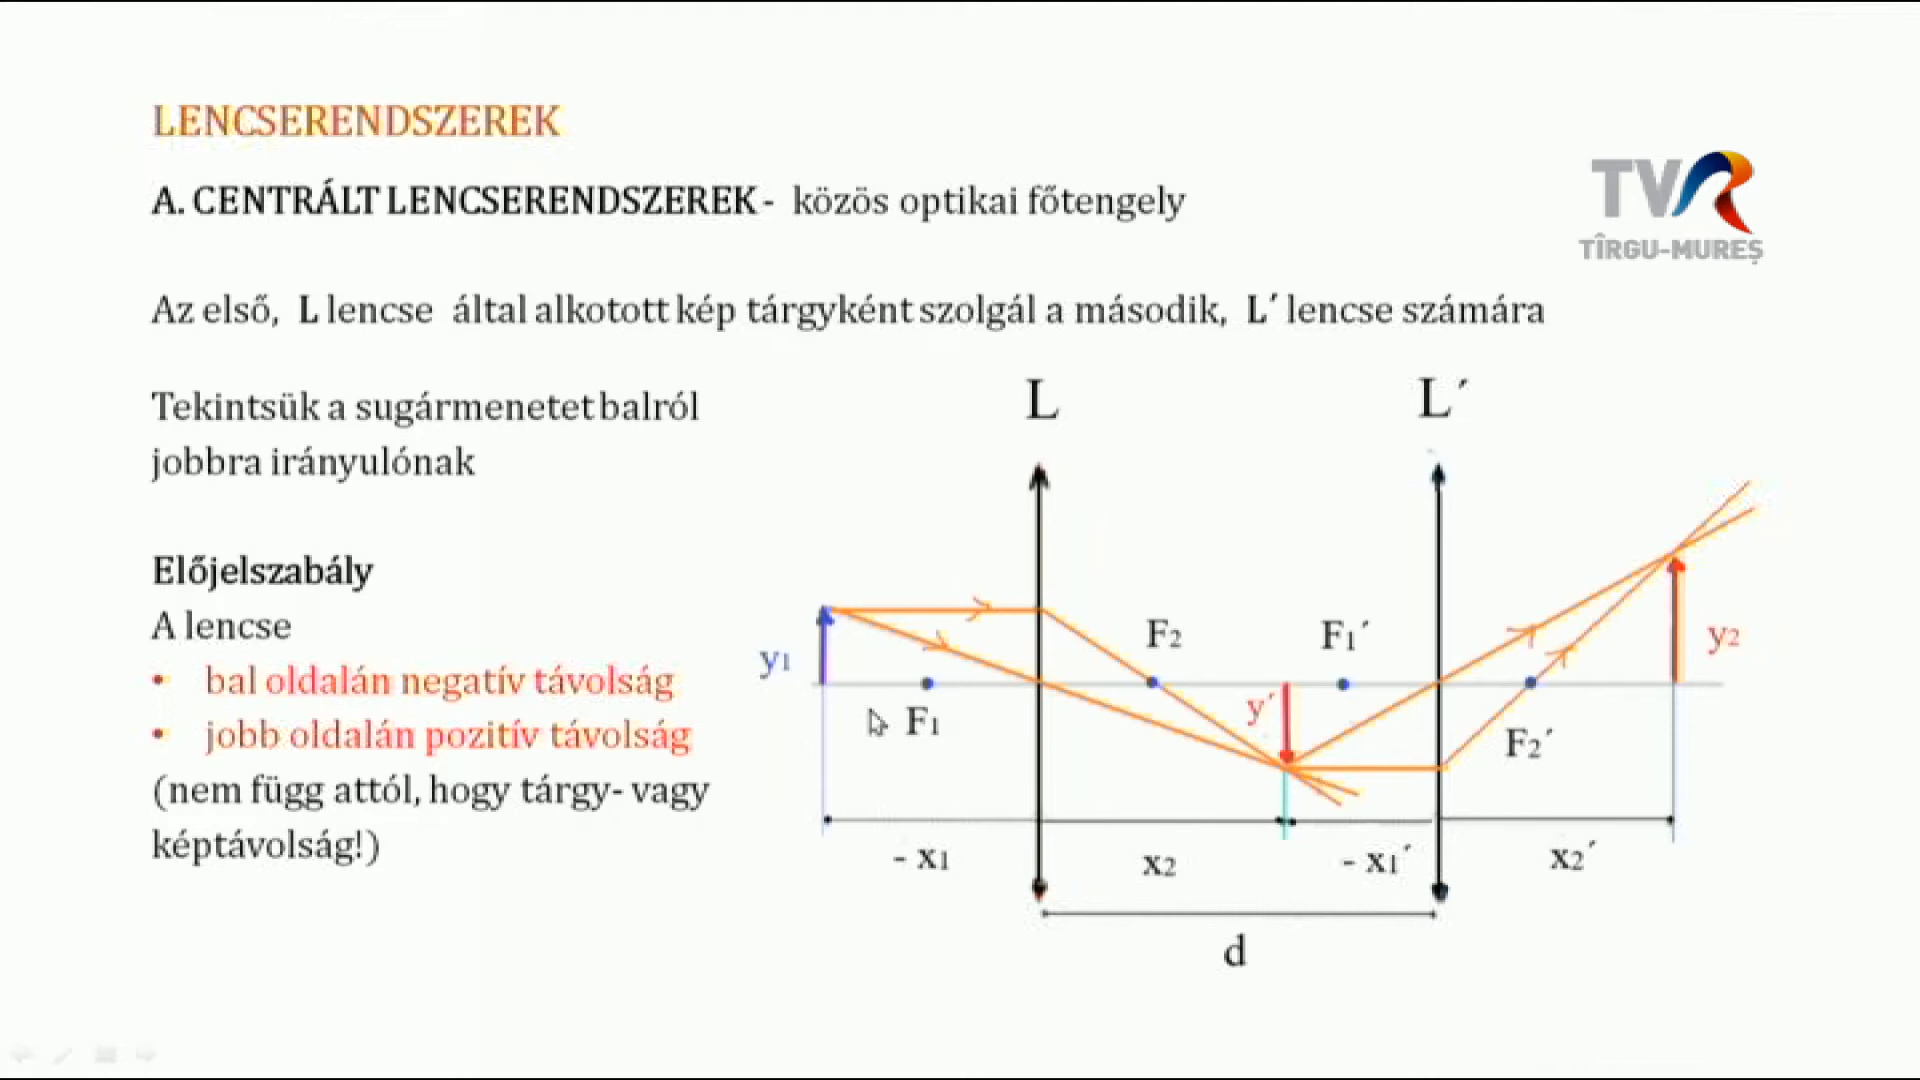 LENCSERENDSZEREK
A. CENTRÁLT LENCSERENDSZEREK - közös optikai főtengely
TVR
TÎRGU-MUREȘ
Az első, L lencse által alkotott kép tárgyként szolgál a második, L´ lencse számára
Tekintsük a sugármenetet balról
jobbra irányulónak
Előjelszabály
A lencse
• bal oldalán negatív távolság
• jobb oldalán pozitív távolság
(nem függ attól, hogy tárgy- vagy
képtávolság!)
L
L´
y1
F1
F2
y´
F1´
F2´
y2
- x1
x2
- x1´
x2´
d